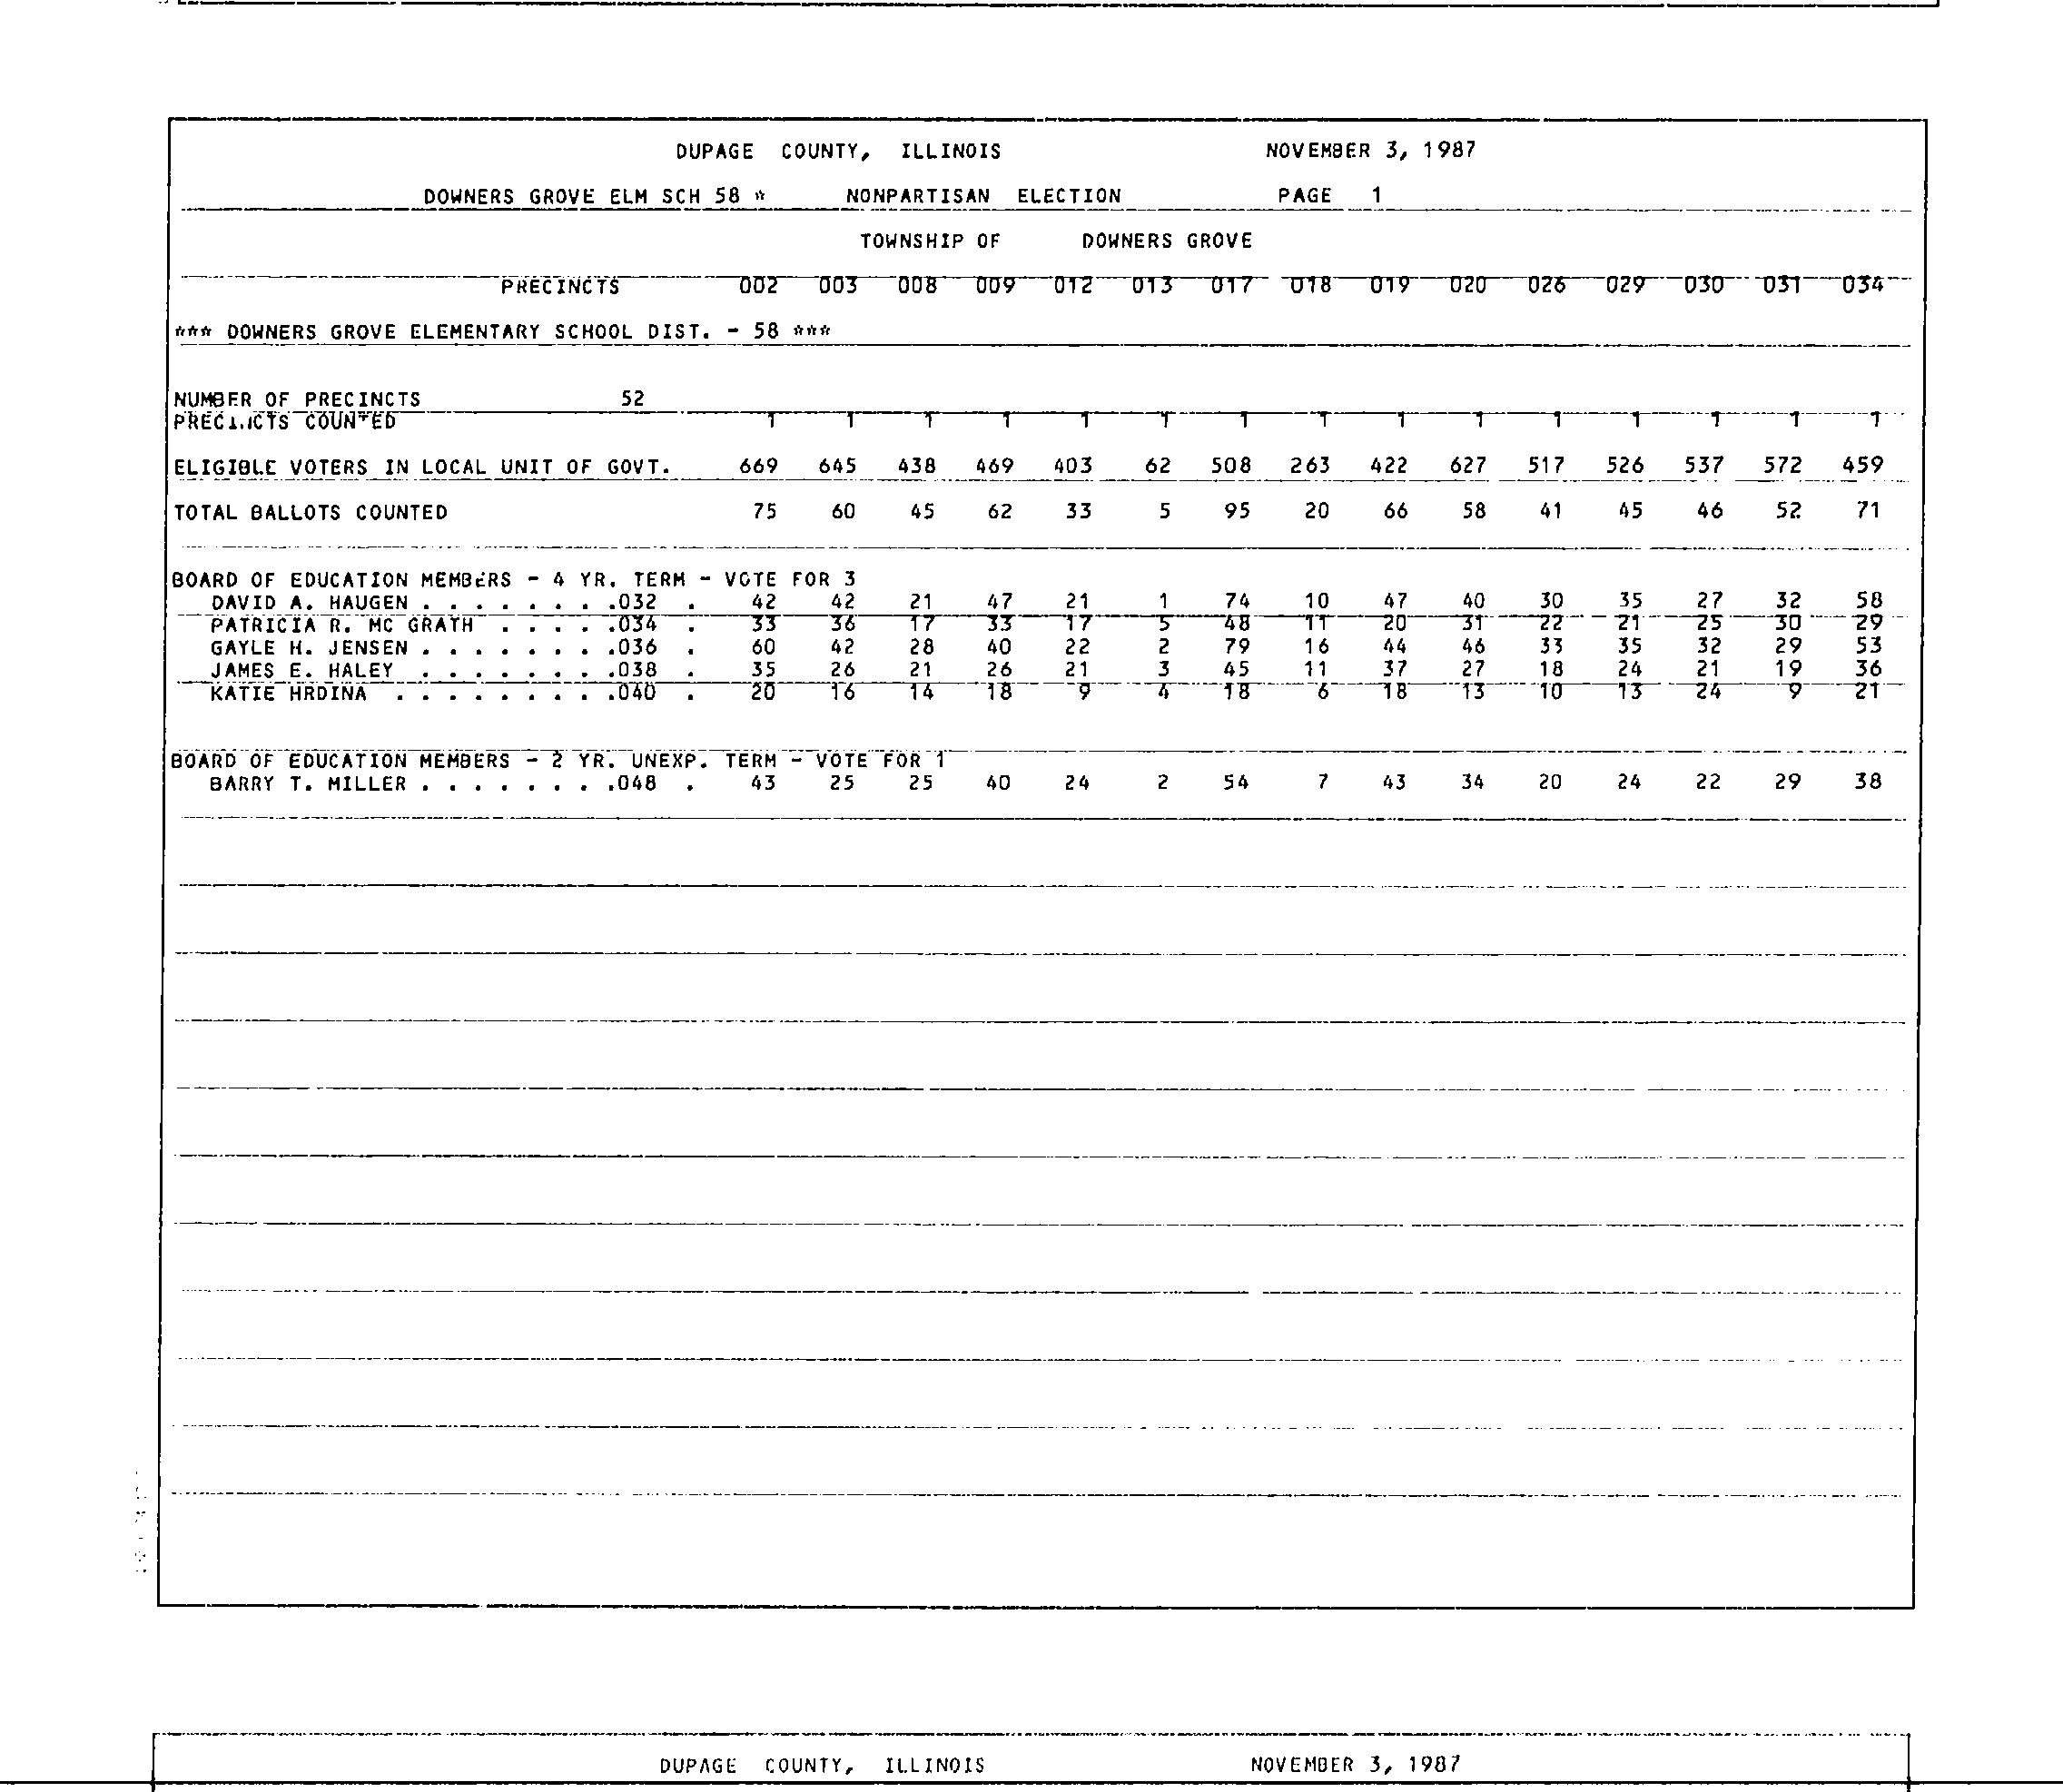 DUPAGE COUNTY, ILLINOIS NOVEMBER 3, 1987
DOWNERS GROVE ELM SCH 58 * NONPARTISAN ELECTION PAGE 1
TOWNSHIP OF DOWNERS GROVE
PRECINCTS 002 003 008 009 012 013 017 018 019 020 026 029 030 031 034
*** DOWNERS GROVE ELEMENTARY SCHOOL DIST. - 58 ***
NUMBER OF PRECINCTS 52
PRECINCTS COUNTED 1 1 1 1 1 1 1 1 1 1 1 1 1 1 1
ELIGIBLE VOTERS IN LOCAL UNIT OF GOVT. 669 645 438 469 403 62 508 263 422 627 517 526 537 572 459
TOTAL BALLOTS COUNTED 75 60 45 62 33 5 95 20 66 58 41 45 46 52 71
BOARD OF EDUCATION MEMBERS - 4 YR. TERM - VOTE FOR 3
DAVID A. HAUGEN . . . . . . . .032 . 42 42 21 47 21 1 74 10 47 40 30 35 27 32 58
PATRICIA R. MC GRATH . . . . .034 . 33 36 17 33 17 5 48 11 20 31 22 21 25 30 29
GAYLE H. JENSEN . . . . . . . .036 . 60 42 28 40 22 2 79 16 44 46 33 35 32 29 53
JAMES E. HALEY . . . . . . . .038 . 35 26 21 26 21 3 45 11 37 27 18 24 21 19 36
KATIE HRDINA . . . . . . . . .040 . 20 16 14 18 9 4 18 6 18 13 10 13 24 9 21
BOARD OF EDUCATION MEMBERS - 2 YR. UNEXP. TERM - VOTE FOR 1
BARRY T. MILLER . . . . . . . .048 . 43 25 25 40 24 2 54 7 43 34 20 24 22 29 38
DUPAGE COUNTY, ILLINOIS NOVEMBER 3, 1987